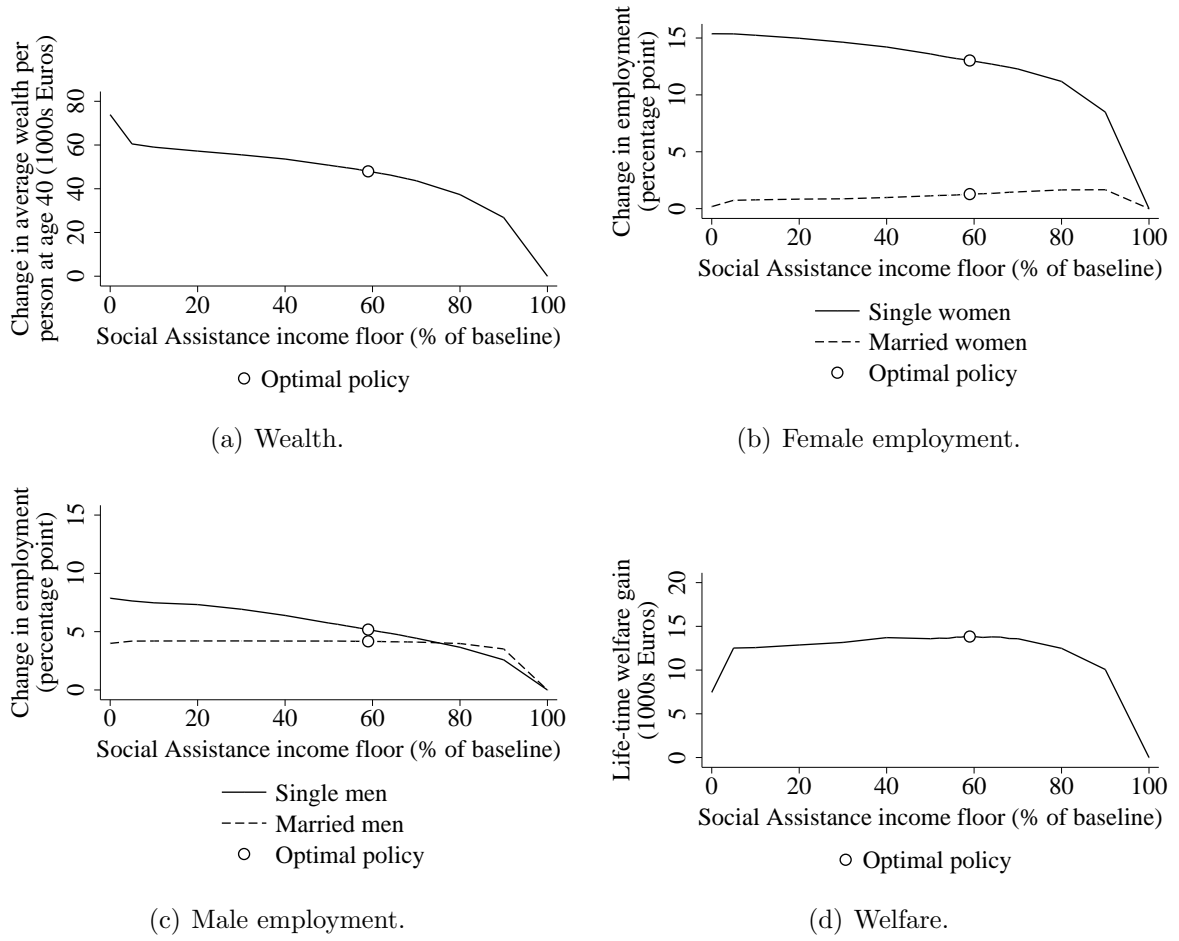 Change in average wealth per
person at age 40 (1000s Euros)
80
60
40
20
0
0 20 40 60 80 100
Social Assistance income floor (% of baseline)
Optimal policy
(a) Wealth.
Change in employment
(percentage point)
15
10
5
0
0 20 40 60 80 100
Social Assistance income floor (% of baseline)
Single women
Married women
Optimal policy
(b) Female employment.
Change in employment
(percentage point)
15
10
5
0
0 20 40 60 80 100
Social Assistance income floor (% of baseline)
Single men
Married men
Optimal policy
(c) Male employment.
Life-time welfare gain
(1000s Euros)
20
15
10
5
0
0 20 40 60 80 100
Social Assistance income floor (% of baseline)
Optimal policy
(d) Welfare.